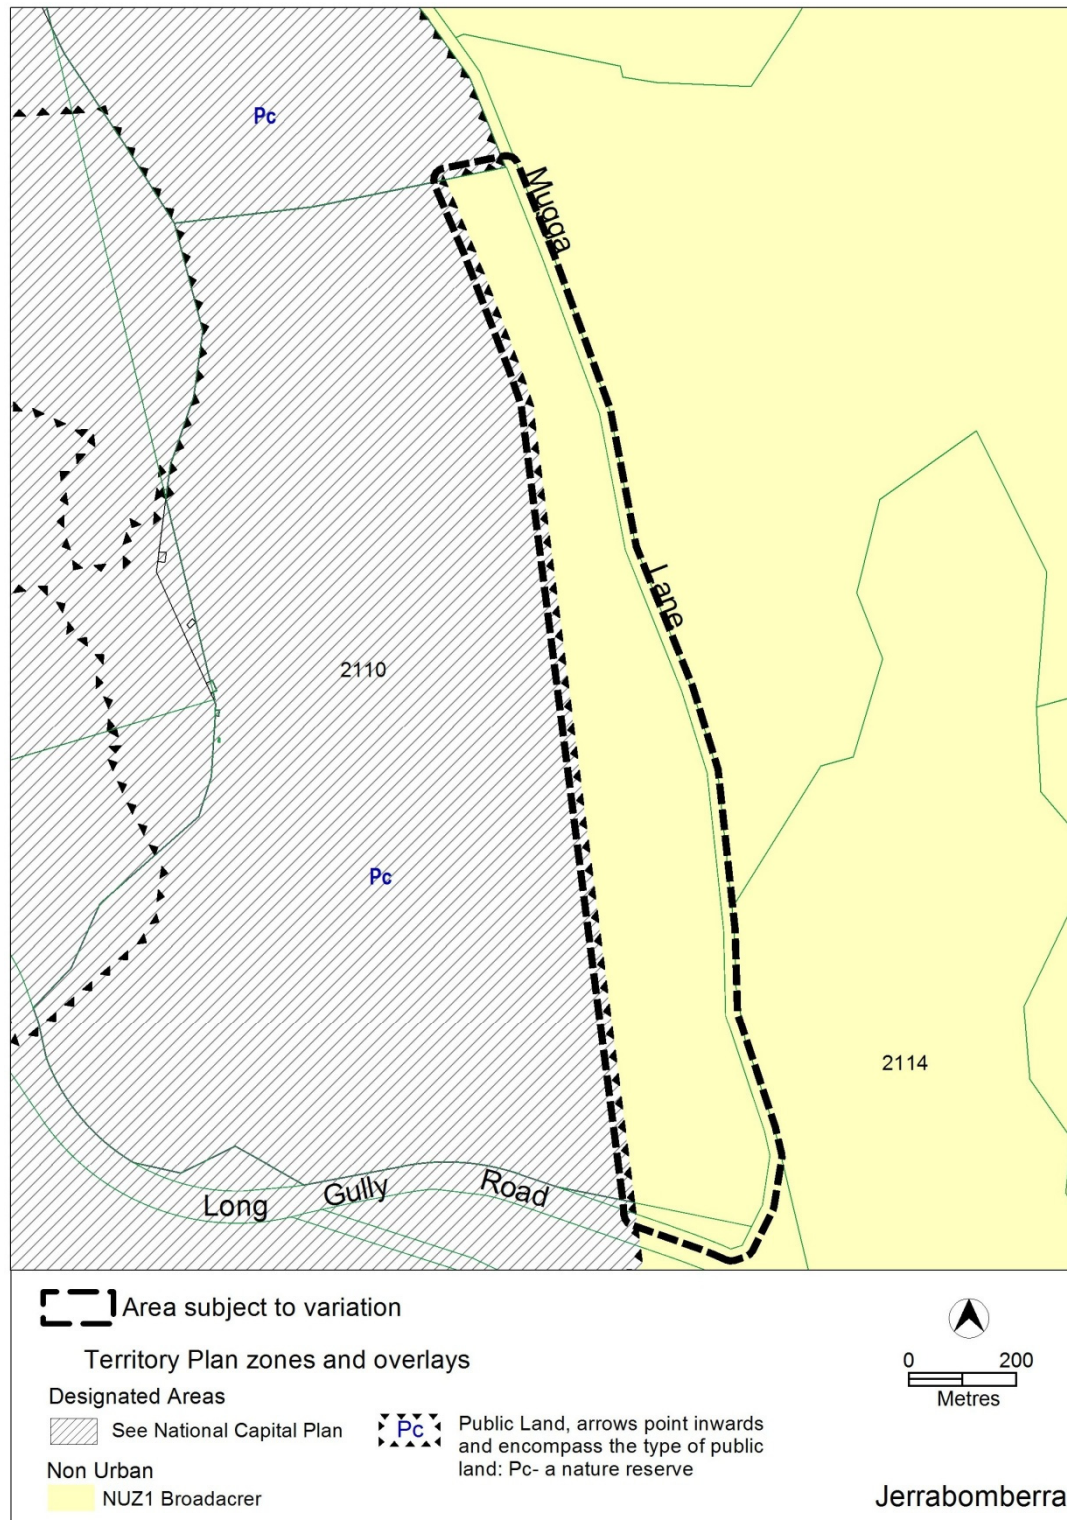 Pc
Mugga
Lane
2110
Pc
2114
Long Gully Road
Area subject to variation
Territory Plan zones and overlays
Designated Areas
See National Capital Plan
Non Urban
NUZ1 Broadacrer
Pc
Public Land, arrows point inwards
and encompass the type of public
land: Pc- a nature reserve
0 200
Metres
Jerrabomberra